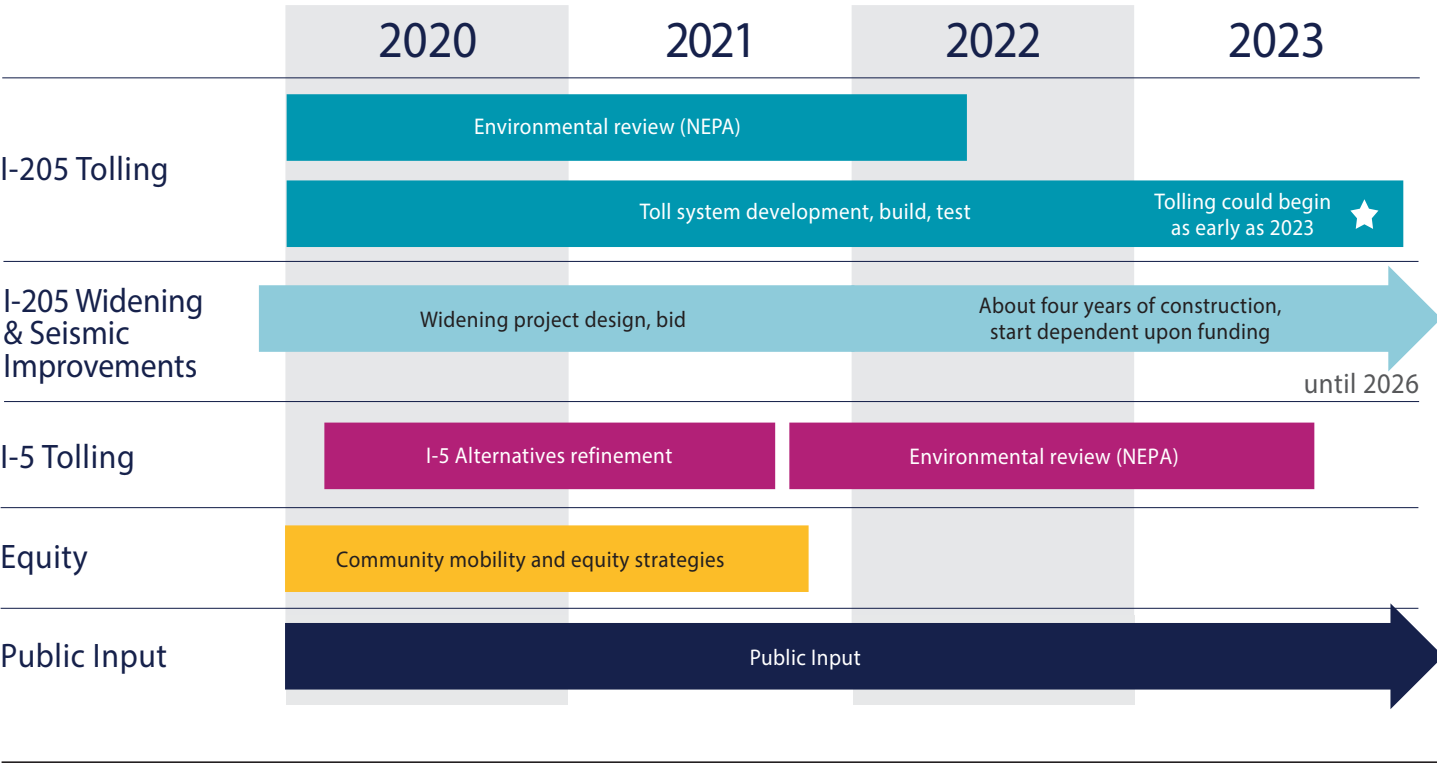 2020 2021 2022 2023
I-205 Tolling
Environmental review (NEPA)
Toll system development, build, test
Tolling could begin
as early as 2023
I-205 Widening
& Seismic
Improvements
Widening project design, bid
About four years of construction,
start dependent upon funding
until 2026
I-5 Tolling
I-5 Alternatives refinement
Environmental review (NEPA)
Equity
Community mobility and equity strategies
Public Input
Public Input